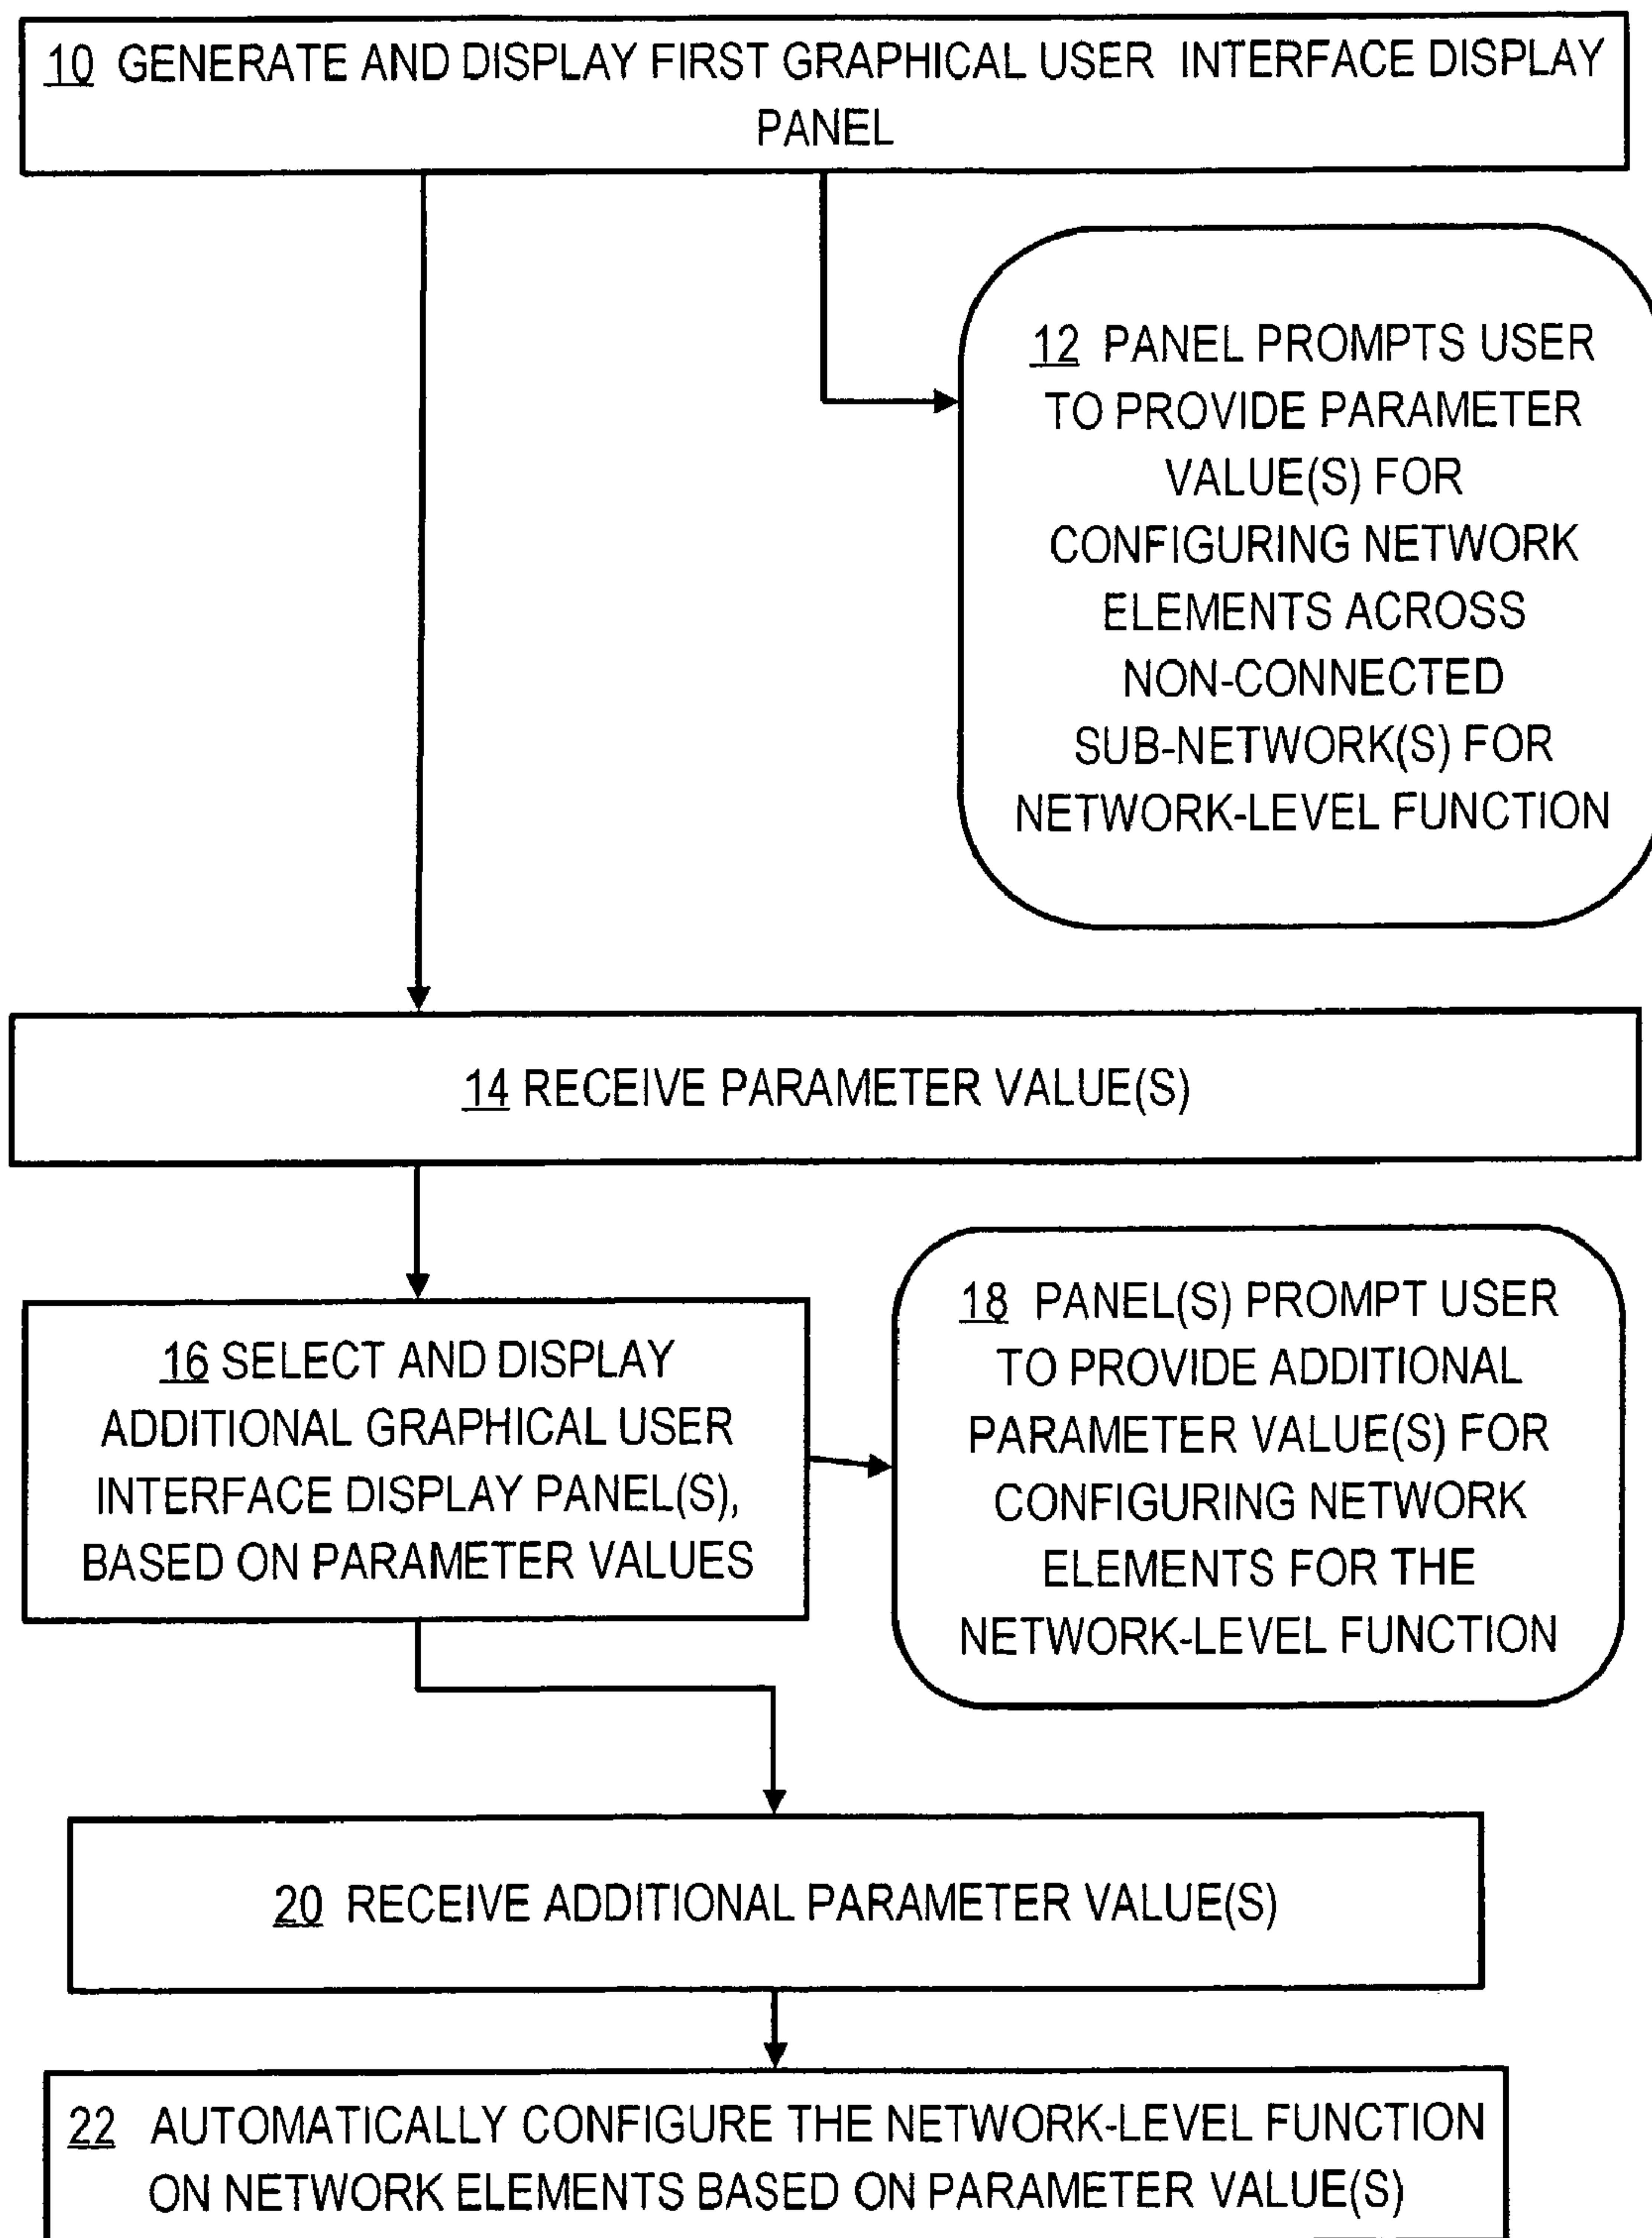 10 GENERATE AND DISPLAY FIRST GRAPHICAL USER INTERFACE DISPLAY
PANEL
12 PANEL PROMPTS USER
TO PROVIDE PARAMETER
VALUE(S) FOR
CONFIGURING NETWORK
ELEMENTS ACROSS
NON-CONNECTED
SUB-NETWORK(S) FOR
NETWORK-LEVEL FUNCTION
14 RECEIVE PARAMETER VALUE(S)
16 SELECT AND DISPLAY
ADDITIONAL GRAPHICAL USER
INTERFACE DISPLAY PANEL(S),
BASED ON PARAMETER VALUES
18 PANEL(S) PROMPT USER
TO PROVIDE ADDITIONAL
PARAMETER VALUE(S) FOR
CONFIGURING NETWORK
ELEMENTS FOR THE
NETWORK-LEVEL FUNCTION
20 RECEIVE ADDITIONAL PARAMETER VALUE(S)
22 AUTOMATICALLY CONFIGURE THE NETWORK-LEVEL FUNCTION
ON NETWORK ELEMENTS BASED ON PARAMETER VALUE(S)